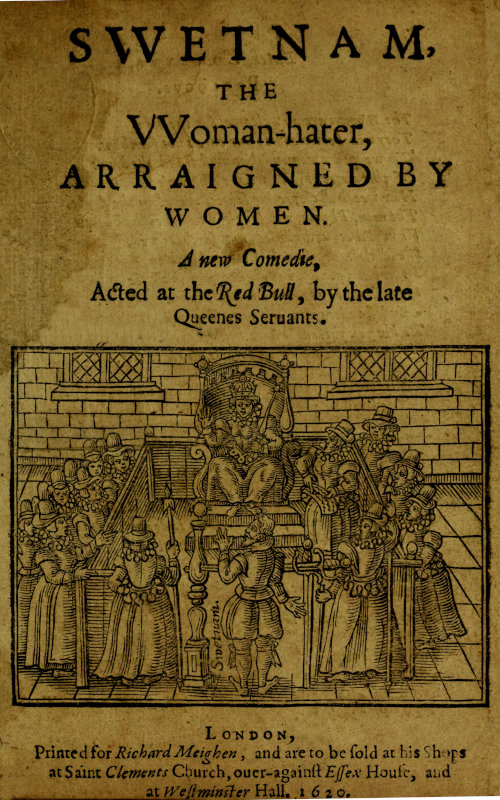 SWETNAM,
THE
VVoman-hater,
ARRAIGNED BY
WOMEN.
A new Comedie,
Acted at the Red Bull, by the late
Queenes Seruants.
Swetnam.
LONDON,
Printed for Richard Meighen, and are to be ſold at his Shops
at Saint Clements Church, ouer-againſt Eſſex Houſe, and
at Weſtminſter Hall. 1620.